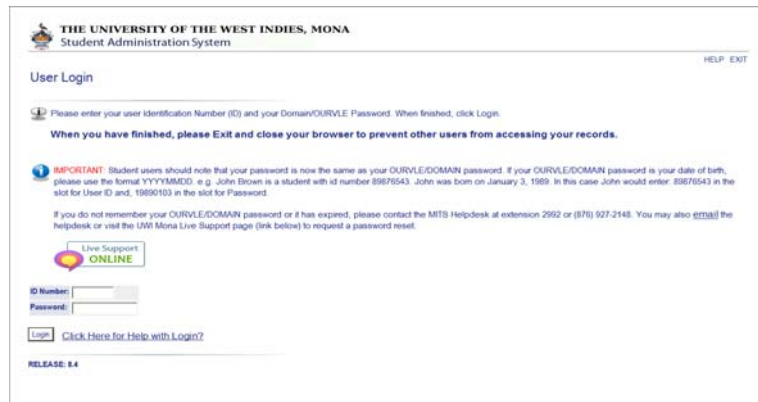 THE UNIVERSITY OF THE WEST INDIES, MONA
Student Administration System
HELP EXIT
User Login
Please enter your user Identification Number (ID) and your Domain/OURVLE Password. When finished, click Login.
When you have finished, please Exit and close your browser to prevent other users from accessing your records.
IMPORTANT: Student users should note that your password is now the same as your OURVLE/DOMAIN password. If your OURVLE/DOMAIN password is your date of birth,
please use the format YYYYMMDD. e.g. John Brown is a student with id number 89876543. John was born on January 3, 1989. In this case John would enter: 89876543 in the
slot for User ID and, 19890103 in the slot for Password.
If you do not remember your OURVLE/DOMAIN password or it has expired, please contact the MITS Helpdesk at extension 2992 or (876) 927-2148. You may also email the
helpdesk or visit the UWI Mona Live Support page (link below) to request a password reset.
Live Support
ONLINE
ID Number:
Password:
Login Click Here for Help with Login?
RELEASE: 8.4